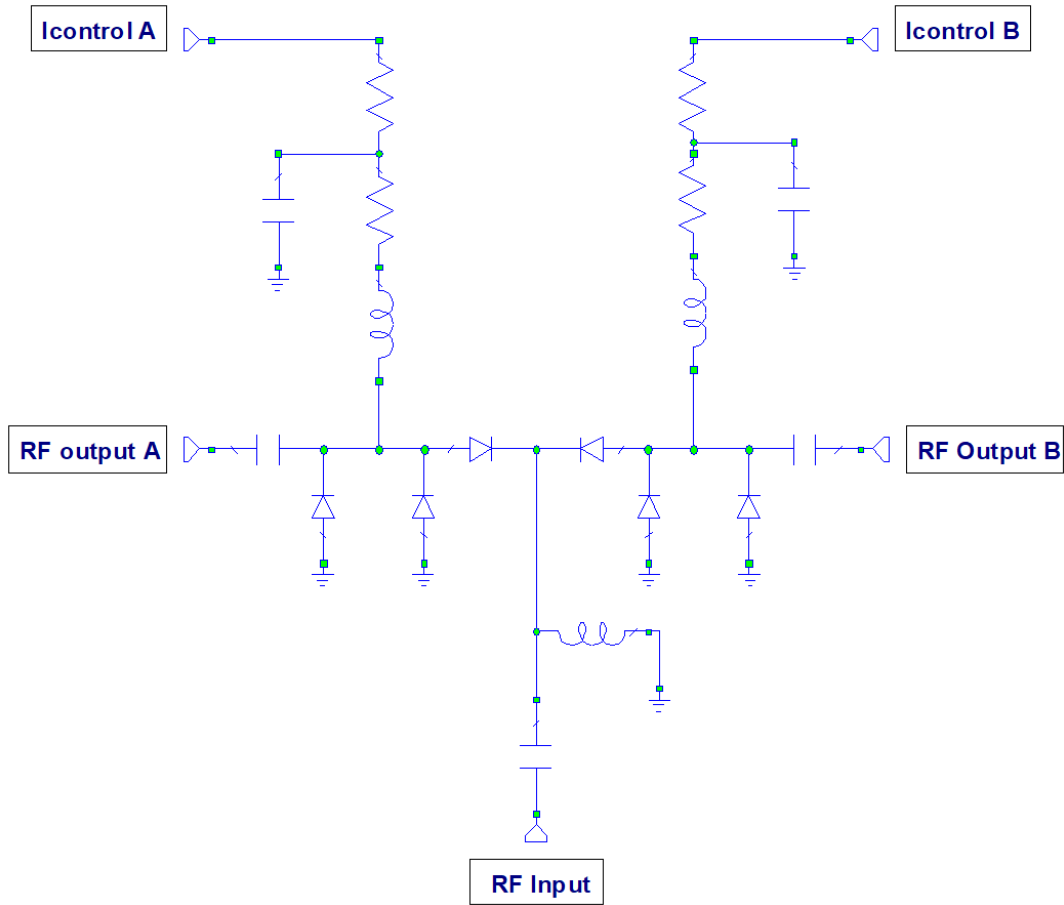 Icontrol A
Icontrol B
RF output A
RF Output B
RF Input